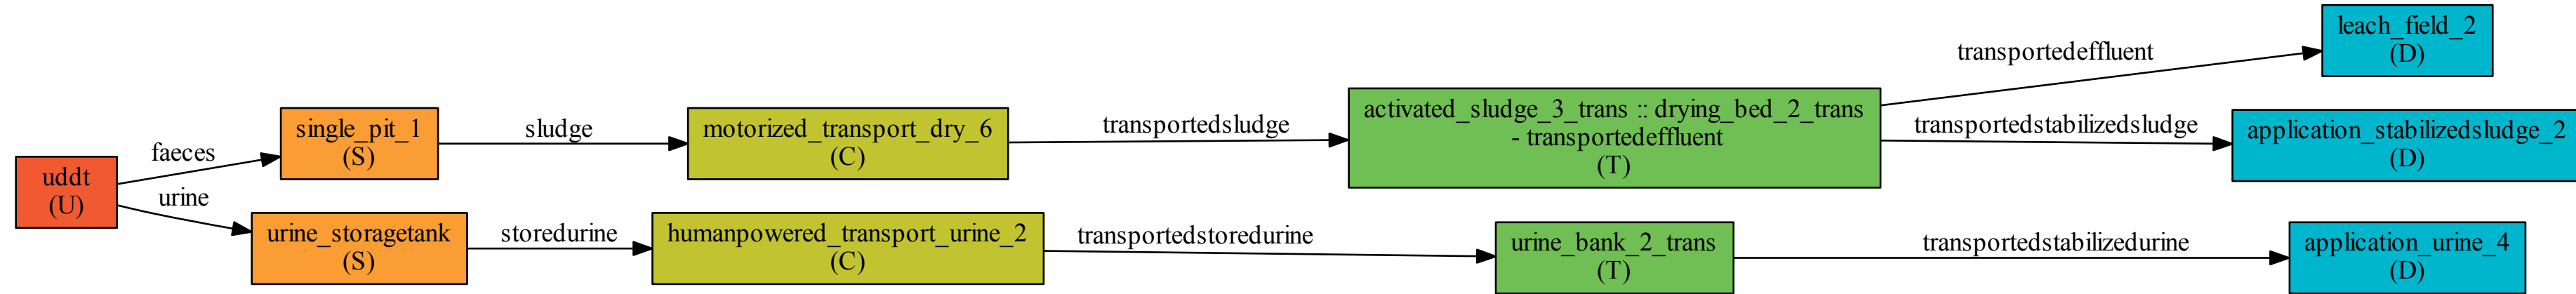 uddt
(U)
faeces
urine
single_pit_1
(S)
urine_storagetank
(S)
sludge
storedurine
motorized_transport_dry_6
(C)
humanpowered_transport_urine_2
(C)
transportedsludge
transportedstoredurine
activated_sludge_3_trans :: drying_bed_2_trans
- transportedeffluent
(T)
urine_bank_2_trans
(T)
transportedeffluent
transportedstabilizedsludge
transportedstabilizedurine
leach_field_2
(D)
application_stabilizedsludge_2
(D)
application_urine_4
(D)